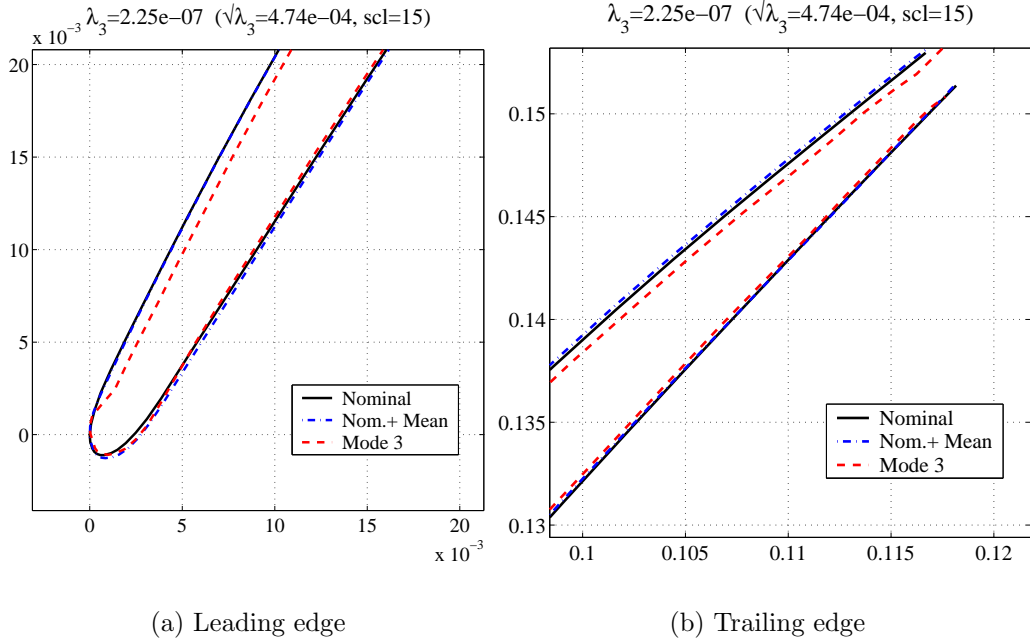 λ3=2.25e−07 (√λ3=4.74e−04, scl=15)
x 10−3
20
15
10
5
0
0
5
10
15
20
x 10−3
Nominal
Nom.+ Mean
Mode 3
(a) Leading edge
λ3=2.25e−07 (√λ3=4.74e−04, scl=15)
0.15
0.145
0.14
0.135
0.13
0.1
0.105
0.11
0.115
0.12
Nominal
Nom.+ Mean
Mode 3
(b) Trailing edge